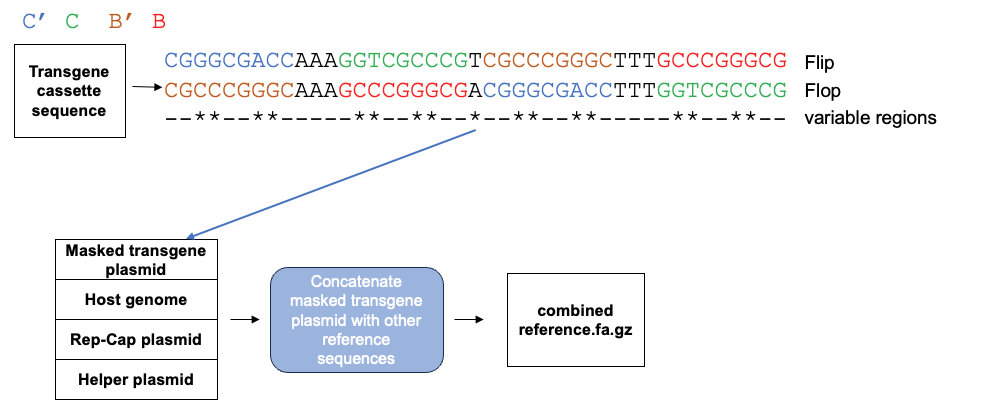 C' C B' B
Transgene
cassette
sequence
CGGGCGACCAAAGGTCGCCCGTCGCCCGGGCTTTGCCCGGGCG Flip
CGCCCGGGCAAAGCCCGGGCGACGGGCGACCTTTGGTCGCCCG Flop
--**--**-----**--**--*--**--**-----**--**-- variable regions
Masked transgene
plasmid
Host genome
Rep-Cap plasmid
Helper plasmid
Concatenate
masked transgene
plasmid with other
reference
sequences
combined
reference.fa.gz